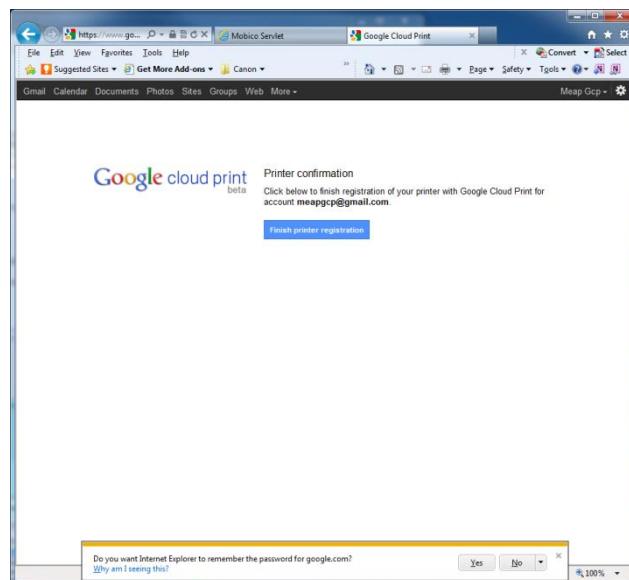 https://www.go...
Mobico Servlet
Google Cloud Print
File Edit View Favorites Tools Help
Convert Select
Suggested Sites Get More Add-ons Canon
Page Safety Tools
Gmail Calendar Documents Photos Sites Groups Web More
Meap Gcp
Google cloud print
beta
Printer confirmation
Click below to finish registration of your printer with Google Cloud Print for
account meapgcp@gmail.com.
Finish printer registration
Do you want Internet Explorer to remember the password for google.com?
Why am I seeing this?
Yes No
100%